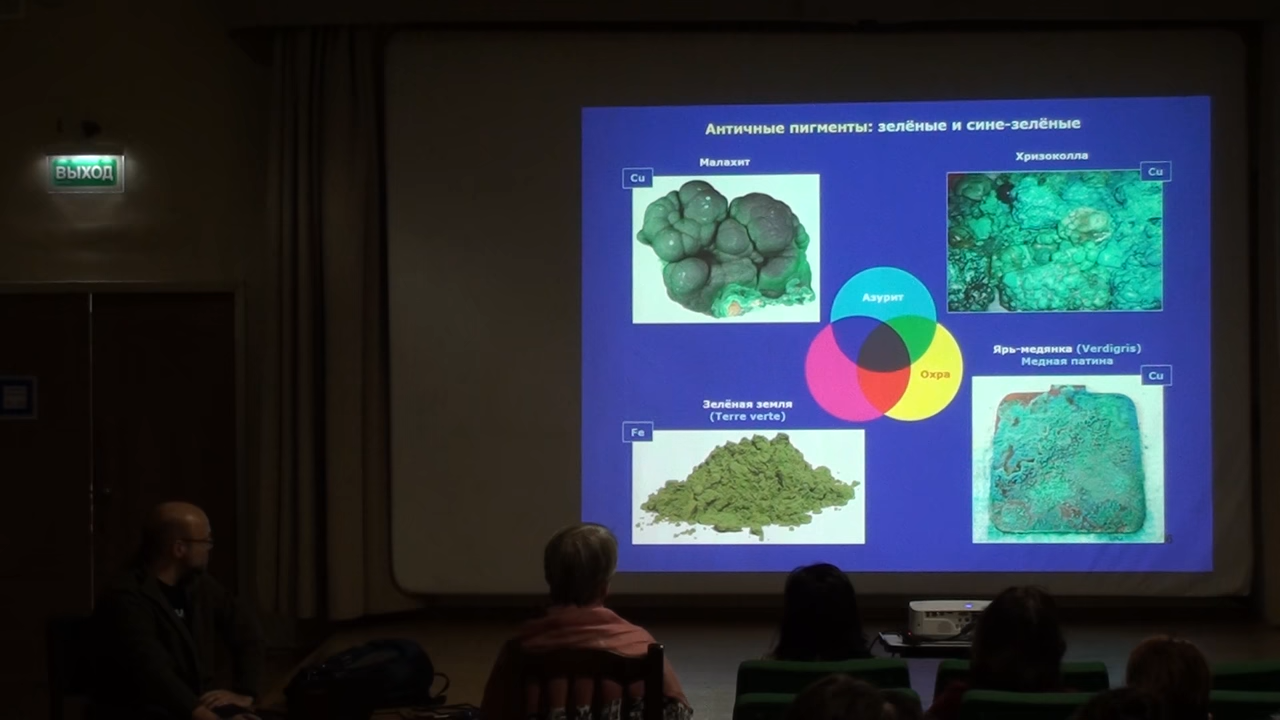 ВЫХОД
Античные пигменты: зелёные и сине-зелёные
Малахит
Cu
Хризоколла
Cu
Азурит
Охра
Ярь-медянка (Verdigris)
Медная патина
Cu
Зелёная земля
(Terre verte)
Fe